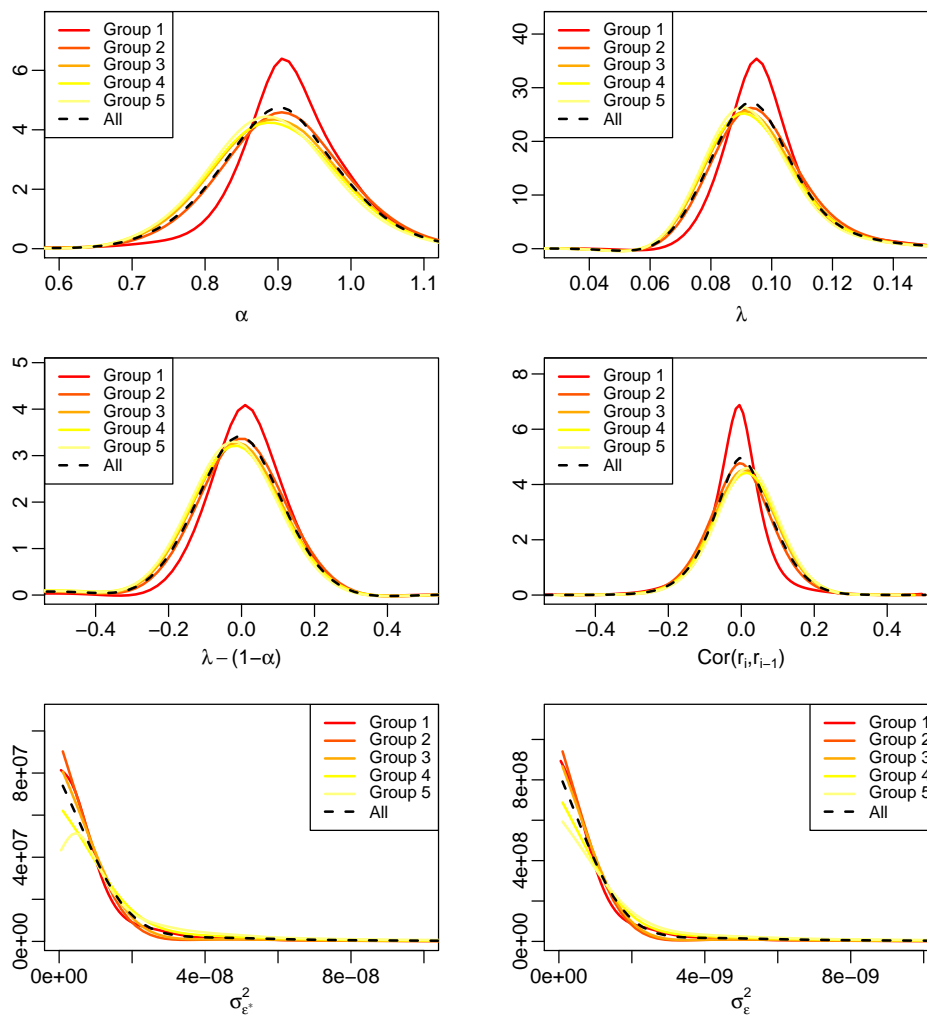 Group 1
Group 2
Group 3
Group 4
Group 5
All
0 2 4 6
0.6 0.7 0.8 0.9 1.0 1.1
α
Group 1
Group 2
Group 3
Group 4
Group 5
All
0 10 20 30 40
0.04 0.06 0.08 0.10 0.12 0.14
λ
Group 1
Group 2
Group 3
Group 4
Group 5
All
0 1 2 3 4 5
−0.4 −0.2 0.0 0.2 0.4
λ − (1−α)
Group 1
Group 2
Group 3
Group 4
Group 5
All
0 2 4 6 8
−0.4 −0.2 0.0 0.2 0.4
Cor(r_i,r_{i−1})
Group 1
Group 2
Group 3
Group 4
Group 5
All
0e+00 4e+07 8e+07
0e+00 4e−08 8e−08
σ²_{ε*}
Group 1
Group 2
Group 3
Group 4
Group 5
All
0e+00 4e+08 8e+08
0e+00 4e−09 8e−09
σ²_ε